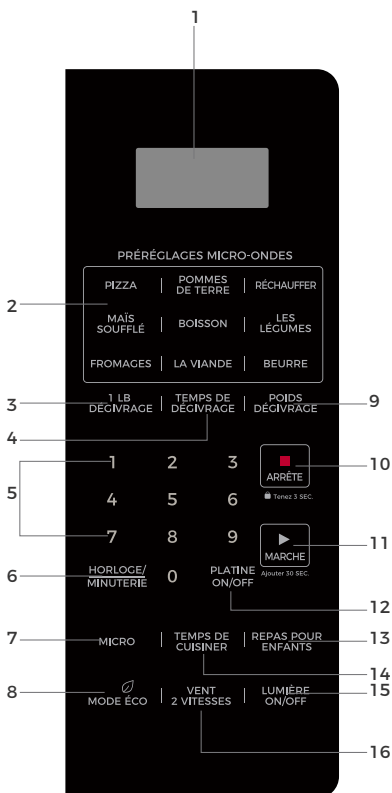 1
PRÉRÉGLAGES MICRO-ONDES
PIZZA POMMES DE TERRE RÉCHAUFFER
2
MAÏS SOUFFLÉ BOISSON LES LÉGUMES
FROMAGES LA VIANDE BEURRE
3 1 LB DÉGIVRAGE TEMPS DE DÉGIVRAGE POIDS DÉGIVRAGE 9
4
5
1 2 3
ARRÊTE 10
Tenez 3 SEC.
4 5 6
7 8 9
MARCHE 11
Ajouter 30 SEC.
6 HORLOGE/ MINUTERIE 0 PLATINE ON/OFF
12
7 MICRO TEMPS DE CUISINER REPAS POUR ENFANTS 13
14
8 MODE ÉCO VENT 2 VITESSES LUMIÈRE ON/OFF 15
16